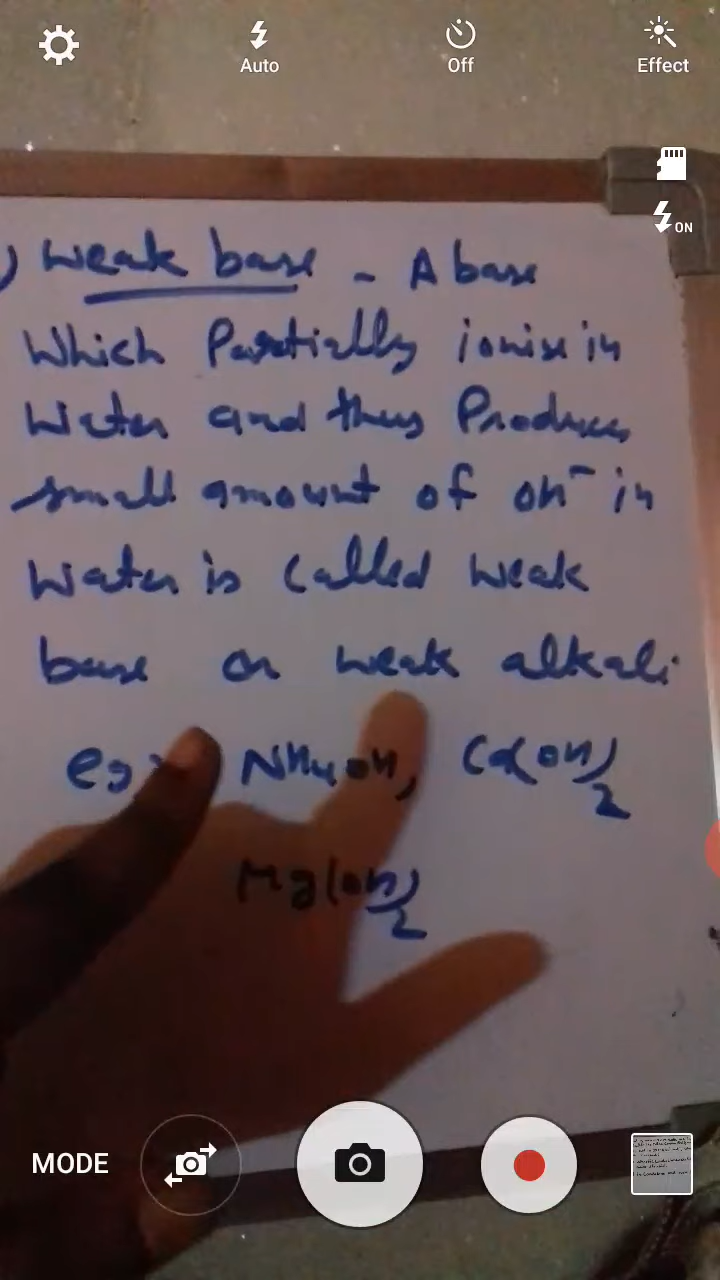 Auto
Off
Effect
ON
) Weak base - A base
Which Partially ionise in
Water and thus Produces
small amount of OH⁻ in
Water is called weak
base or weak alkali
eg:- NH4OH, Ca(OH)2
Mg(OH)2
MODE